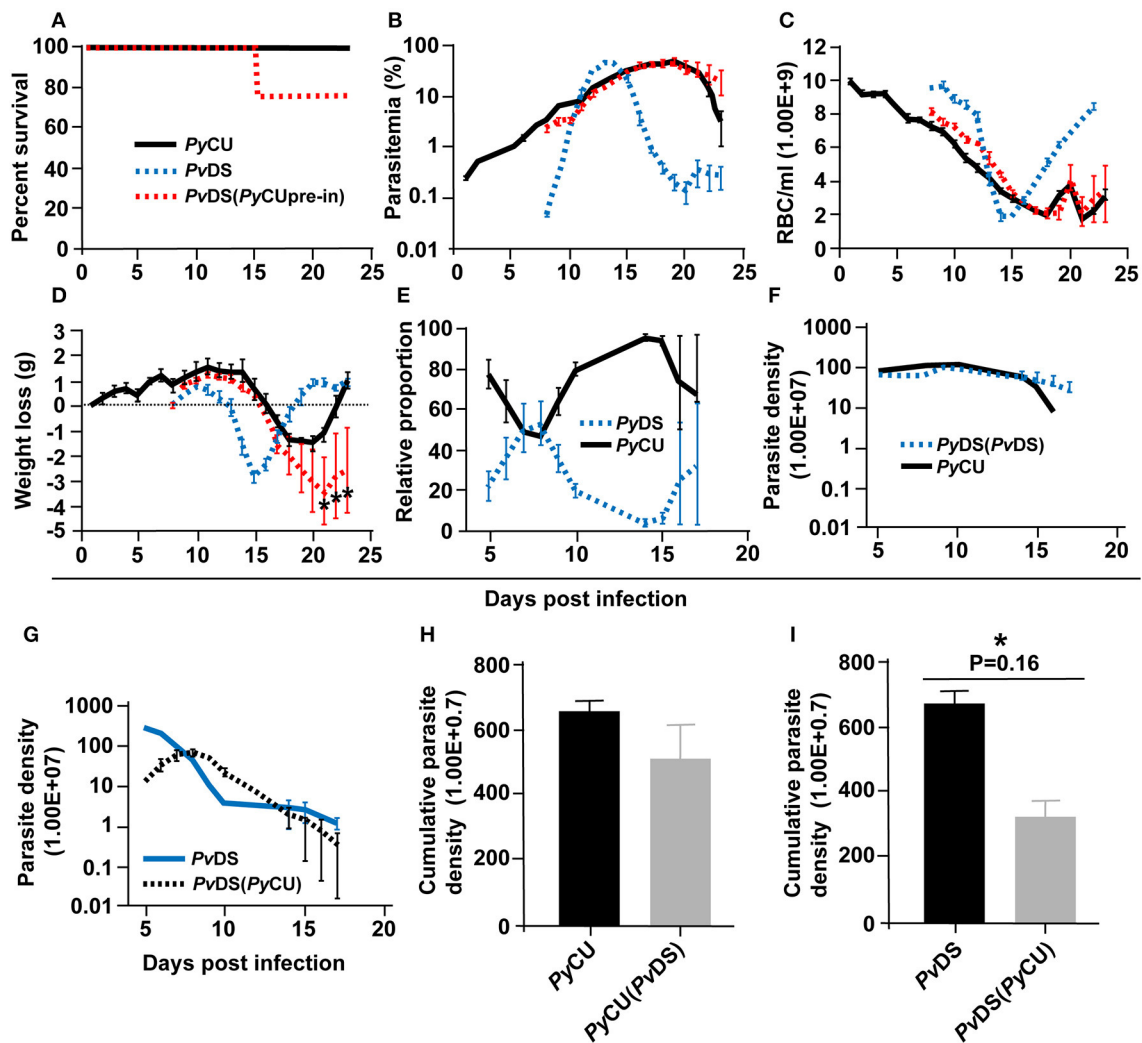 A
Percent survival
100
80
60
40
20
0
PyCU
PvDS
PvDS(PyCUpre-in)
0 5 10 15 20 25
B
Parasitemia (%)
100
10
1
0.1
0.01
0 5 10 15 20 25
C
RBC/ml (1.00E+9)
12
10
8
6
4
2
0
0 5 10 15 20 25
D
Weight loss (g)
3
2
1
0
-1
-2
-3
-4
-5
***
0 5 10 15 20 25
E
Relative proportion
100
80
60
40
20
0
PyDS
PyCU
5 10 15 20
F
Parasite density
(1.00E+07)
1000
100
10
1
0.1
0.01
PyDS(PvDS)
PyCU
5 10 15 20
Days post infection
G
Parasite density
(1.00E+07)
1000
100
10
1
0.1
0.01
PvDS
PvDS(PyCU)
5 10 15 20
Days post infection
H
Cumulative parasite
density (1.00E+0.7)
800
600
400
200
0
PyCU
PyCU(PvDS)
I
Cumulative parasite
density (1.00E+0.7)
800
600
400
200
0
*
P=0.16
PvDS
PvDS(PyCU)